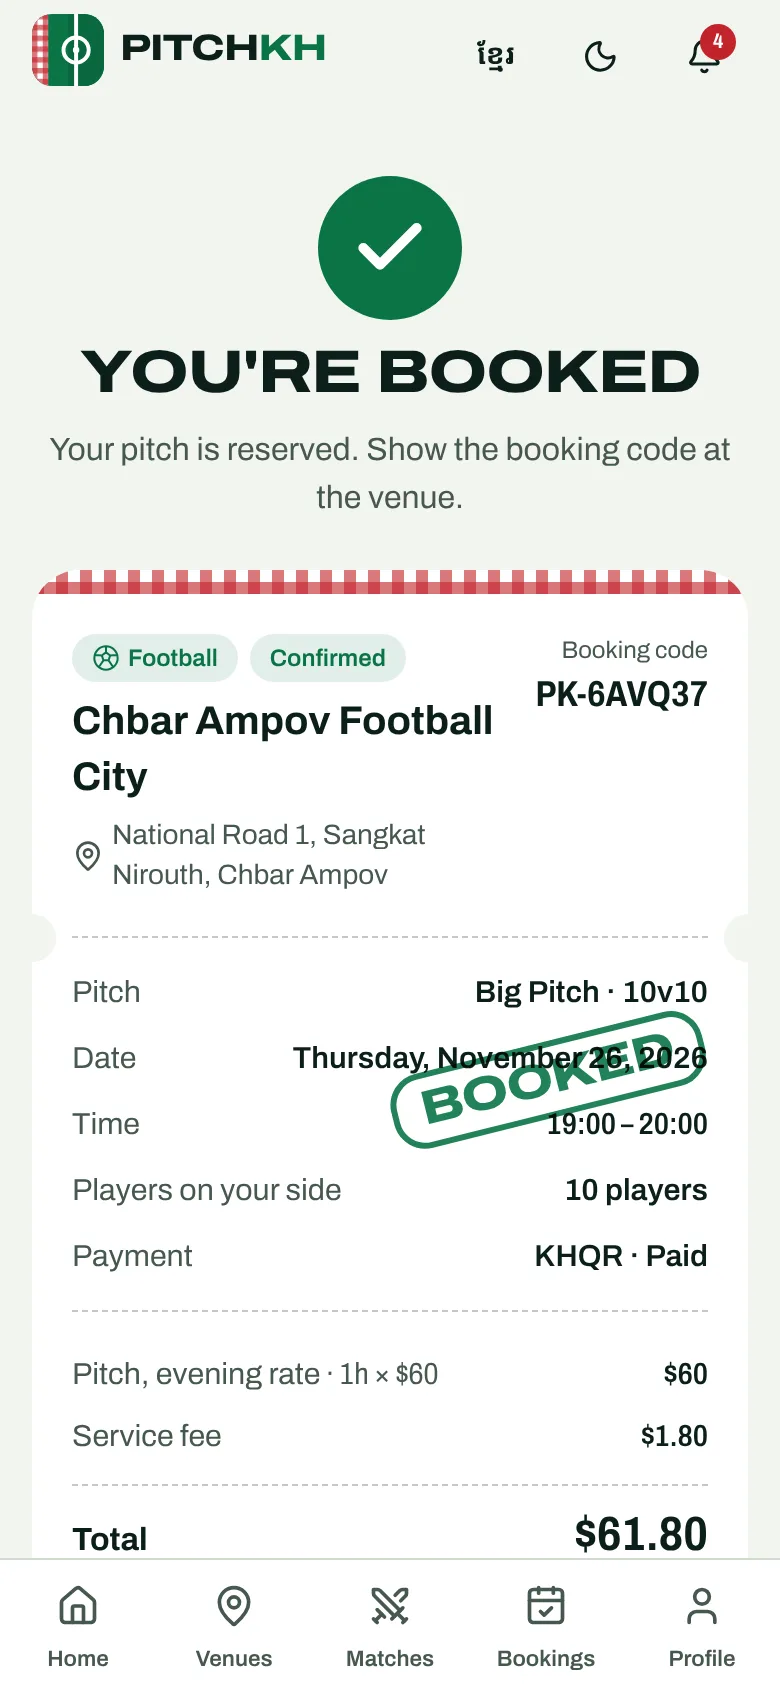 PITCHKH
ខ្មែរ
4
YOU'RE BOOKED
Your pitch is reserved. Show the booking code at
the venue.
Football
Confirmed
Booking code
PK-6AVQ37
Chbar Ampov Football
City
National Road 1, Sangkat
Nirouth, Chbar Ampov
Pitch
Big Pitch · 10v10
Date
Thursday, November 26, 2026
BOOKED
Time
19:00 – 20:00
Players on your side
10 players
Payment
KHQR · Paid
Pitch, evening rate · 1h × $60
$60
Service fee
$1.80
Total
$61.80
Home
Venues
Matches
Bookings
Profile